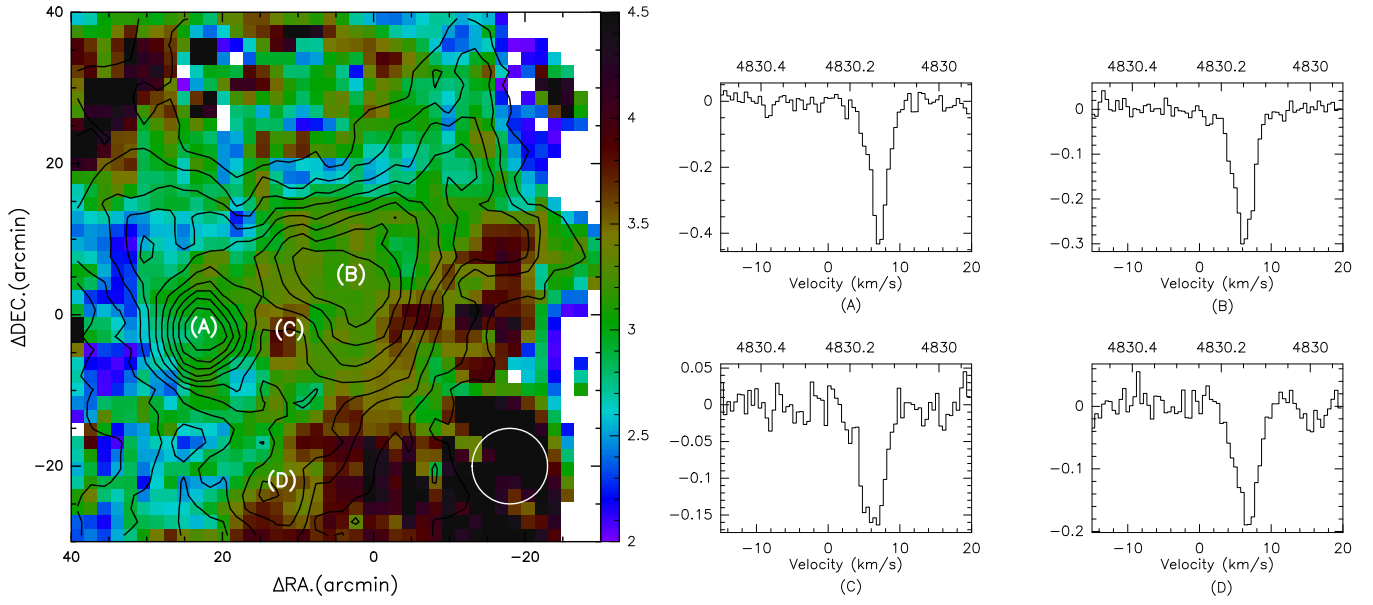 40
20
0
−20
ΔDEC.(arcmin)
40 20 0 −20
ΔRA.(arcmin)
(A)
(B)
(C)
(D)
4.5
4
3.5
3
2.5
2
4830.4 4830.2 4830
0
−0.2
−0.4
−10 0 10 20
Velocity (km/s)
(A)
4830.4 4830.2 4830
0
−0.1
−0.2
−0.3
−10 0 10 20
Velocity (km/s)
(B)
4830.4 4830.2 4830
0.05
0
−0.05
−0.1
−0.15
−10 0 10 20
Velocity (km/s)
(C)
4830.4 4830.2 4830
0
−0.1
−0.2
−10 0 10 20
Velocity (km/s)
(D)